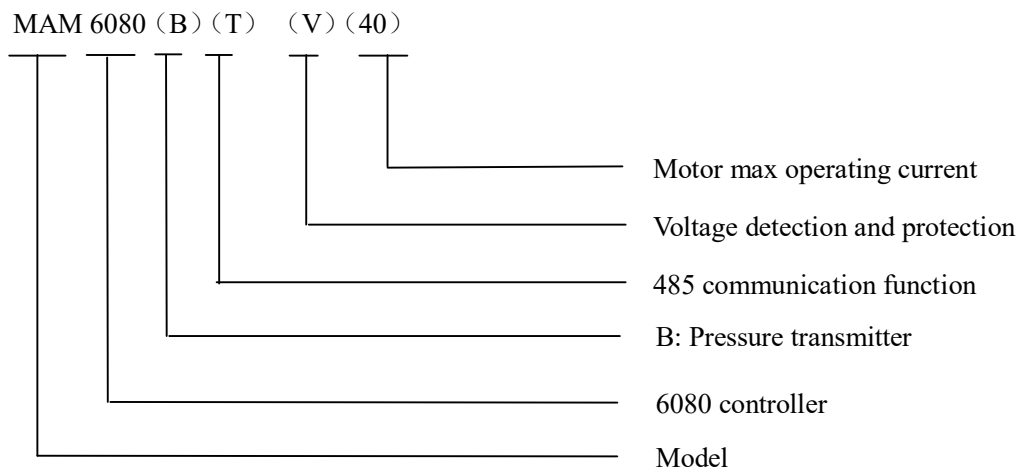 MAM 6080（B）（T） （V）（40）
Motor max operating current
Voltage detection and protection
485 communication function
B: Pressure transmitter
6080 controller
Model